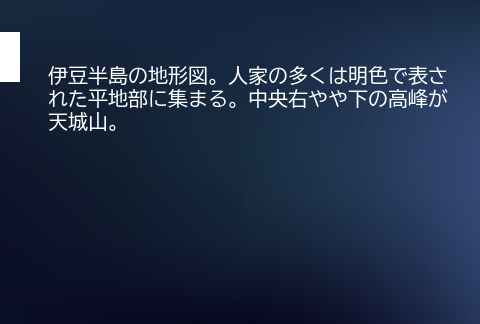 伊豆半島の地形図。人家の多くは明色で表さ
れた平地部に集まる。中央右やや下の高峰が
天城山。